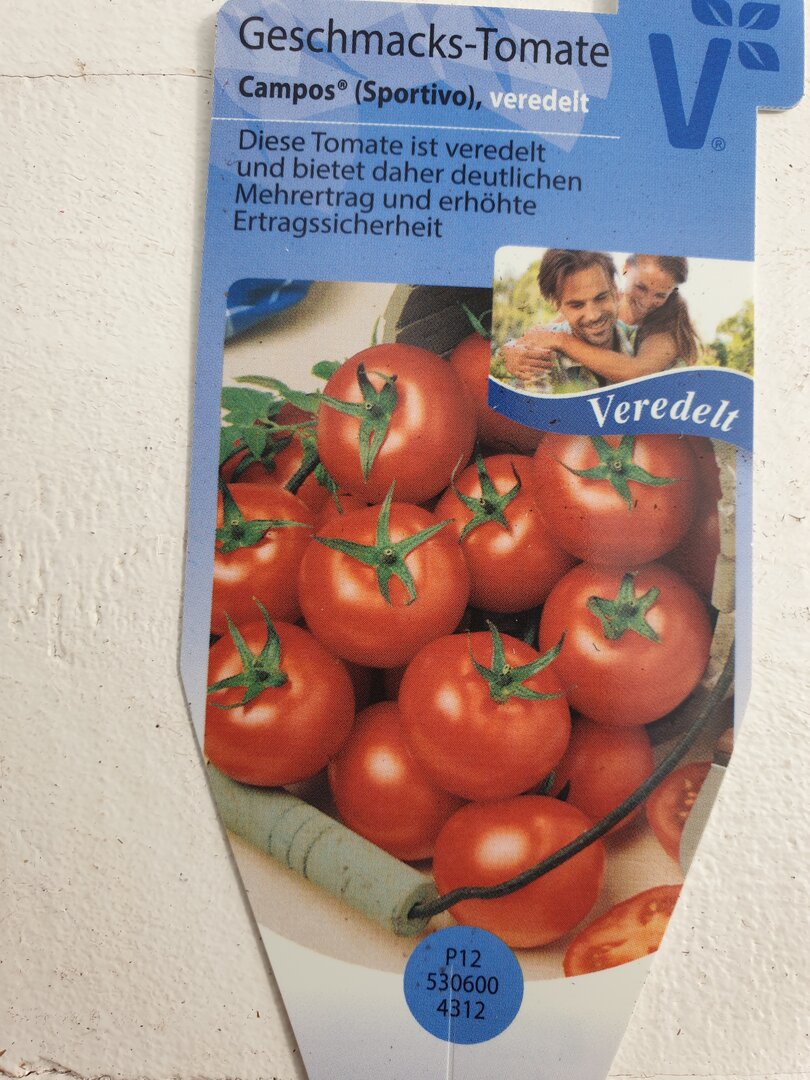 Geschmacks-Tomate
Campos® (Sportivo), veredelt
Diese Tomate ist veredelt
und bietet daher deutlichen
Mehrertrag und erhöhte
Ertragssicherheit
V®
Veredelt
P12
530600
4312